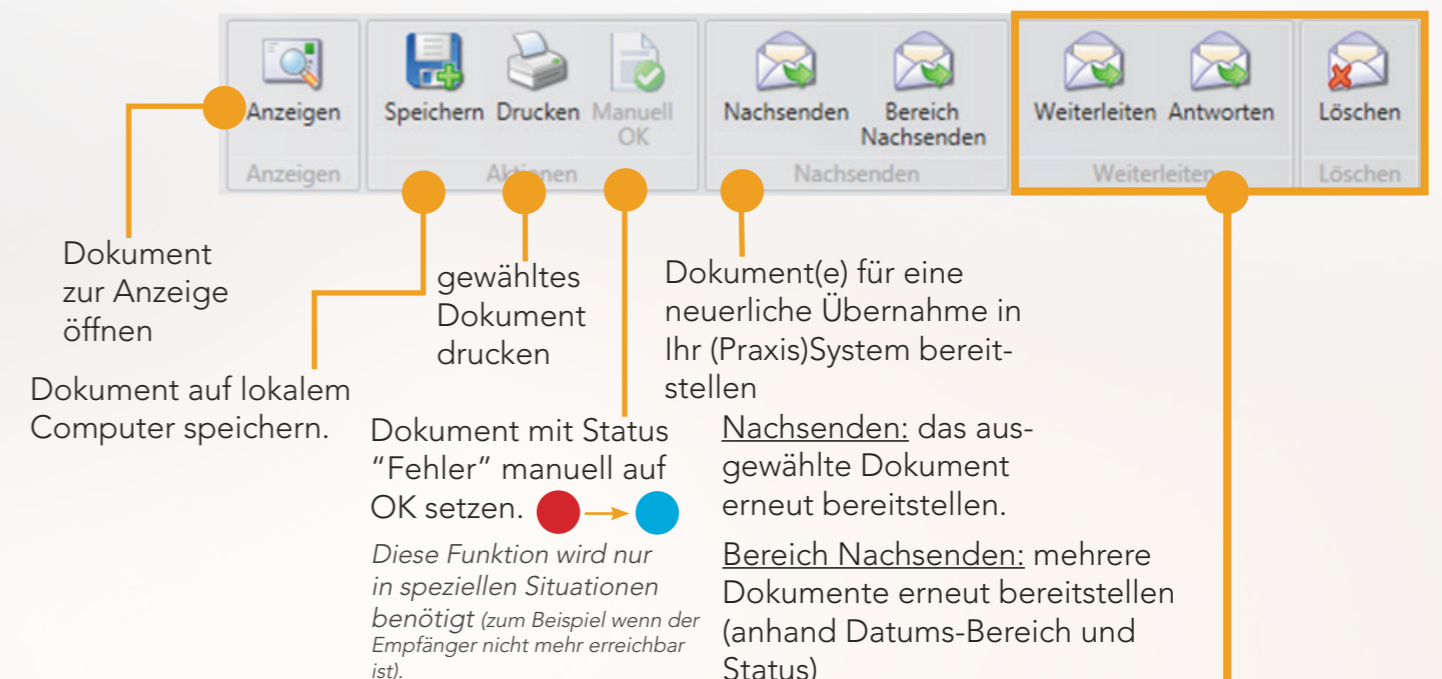 Anzeigen
Speichern Drucken Manuell
OK
Nachsenden Bereich
Nachsenden
Weiterleiten Antworten
Löschen
Anzeigen
Aktionen
Nachsenden
Weiterleiten
Löschen
Dokument
zur Anzeige
öffnen
Dokument auf lokalem
Computer speichern.
gewähltes
Dokument
drucken
Dokument mit Status
“Fehler” manuell auf
OK setzen.
Diese Funktion wird nur
in speziellen Situationen
benötigt (zum Beispiel wenn der
Empfänger nicht mehr erreichbar
ist).
Dokument(e) für eine
neuerliche Übernahme in
Ihr (Praxis)System bereit-
stellen
Nachsenden: das aus-
gewählte Dokument
erneut bereitstellen.
Bereich Nachsenden: mehrere
Dokumente erneut bereitstellen
(anhand Datums-Bereich und
Status)